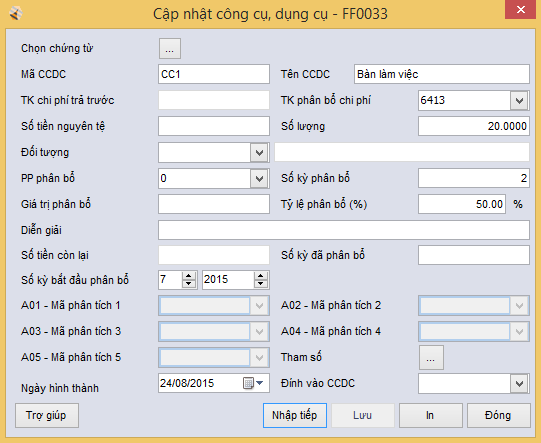 Cập nhật công cụ, dụng cụ - FF0033
Chọn chứng từ ...
Mã CCDC CC1 Tên CCDC Bàn làm việc
TK chi phí trả trước TK phân bổ chi phí 6413
Số tiền nguyên tệ Số lượng 20.0000
Đối tượng
PP phân bổ 0 Số kỳ phân bổ 2
Giá trị phân bổ Tỷ lệ phân bổ (%) 50.00 %
Diễn giải
Số tiền còn lại Số kỳ đã phân bổ
Số kỳ bắt đầu phân bổ 7 2015
A01 - Mã phân tích 1 A02 - Mã phân tích 2
A03 - Mã phân tích 3 A04 - Mã phân tích 4
A05 - Mã phân tích 5 Tham số ...
Ngày hình thành 24/08/2015 Đính vào CCDC
Trợ giúp Nhập tiếp Lưu In Đóng